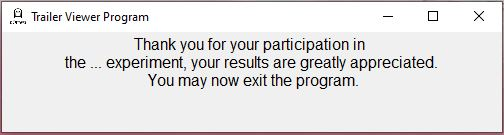 Trailer Viewer Program
Thank you for your participation in
the ... experiment, your results are greatly appreciated.
You may now exit the program.